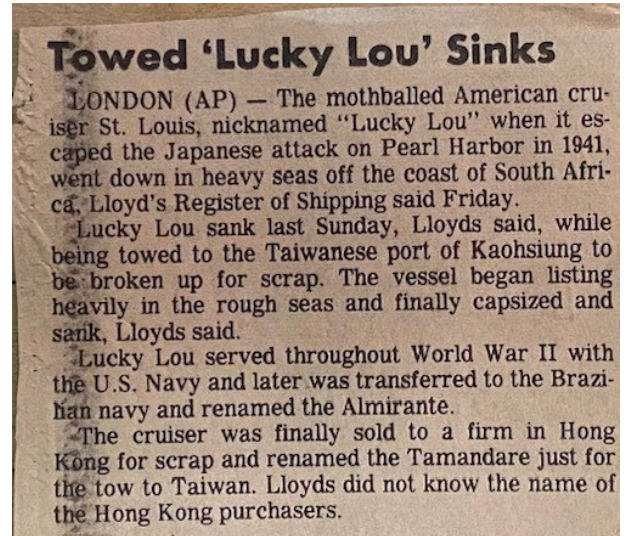 Towed ‘Lucky Lou’ Sinks
LONDON (AP) — The mothballed American cru-
iser St. Louis, nicknamed “Lucky Lou” when it es-
caped the Japanese attack on Pearl Harbor in 1941,
went down in heavy seas off the coast of South Afri-
ca, Lloyd’s Register of Shipping said Friday.
Lucky Lou sank last Sunday, Lloyds said, while
being towed to the Taiwanese port of Kaohsiung to
be broken up for scrap. The vessel began listing
heavily in the rough seas and finally capsized and
sank, Lloyds said.
Lucky Lou served throughout World War II with
the U.S. Navy and later was transferred to the Brazi-
lian navy and renamed the Almirante.
The cruiser was finally sold to a firm in Hong
Kong for scrap and renamed the Tamandare just for
the tow to Taiwan. Lloyds did not know the name of
the Hong Kong purchasers.